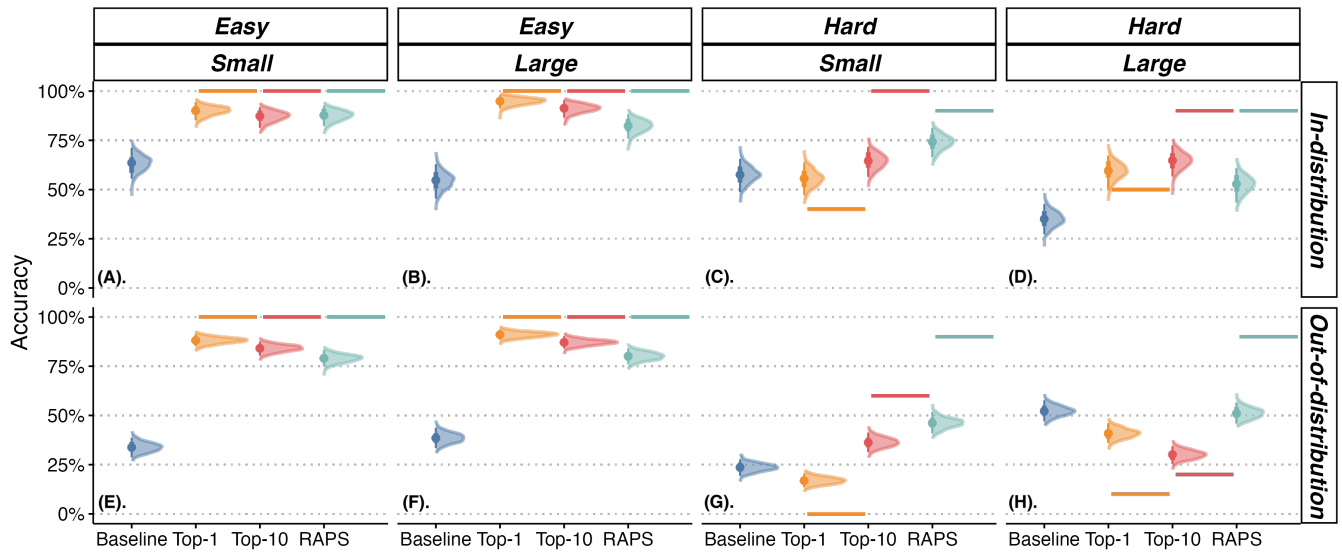 Easy Easy Hard Hard
Small Large Small Large
Accuracy
100%
75%
50%
25%
0%
(A). (B). (C). (D).
In-distribution
100%
75%
50%
25%
0%
(E). (F). (G). (H).
Out-of-distribution
Baseline Top-1 Top-10 RAPS Baseline Top-1 Top-10 RAPS Baseline Top-1 Top-10 RAPS Baseline Top-1 Top-10 RAPS